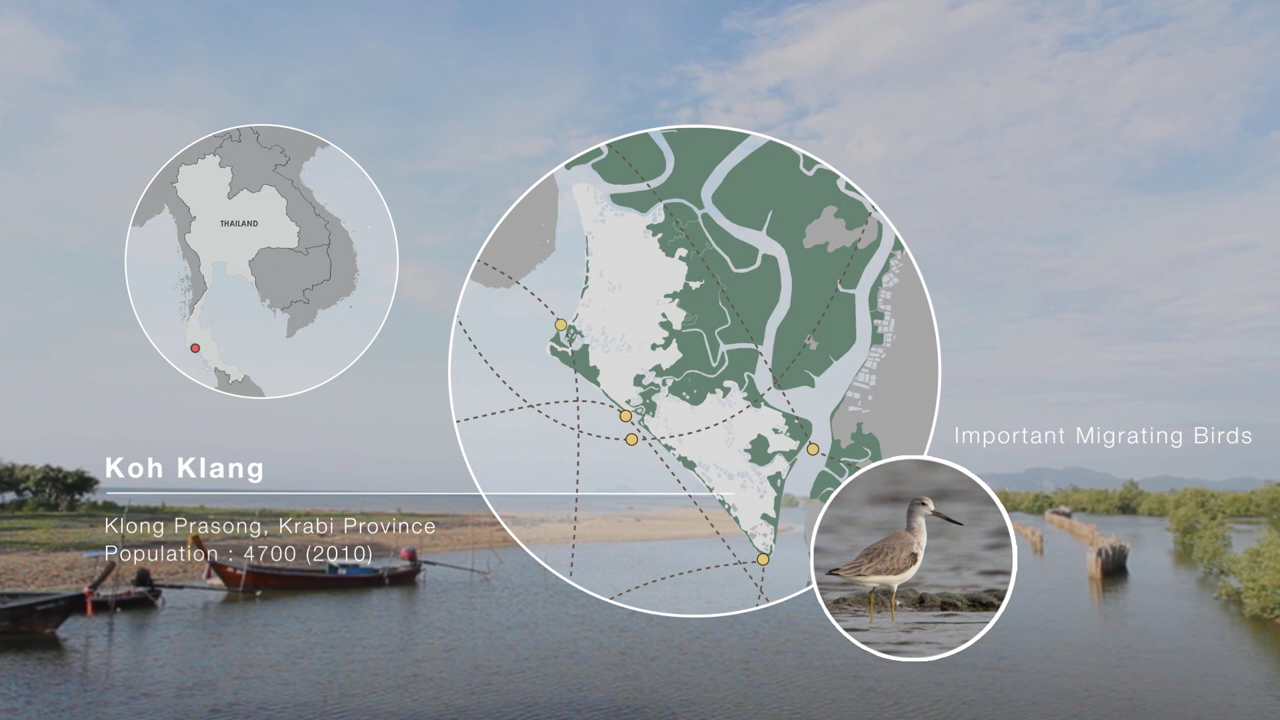 THAILAND
Important Migrating Birds
Koh Klang
Klong Prasong, Krabi Province
Population : 4700 (2010)